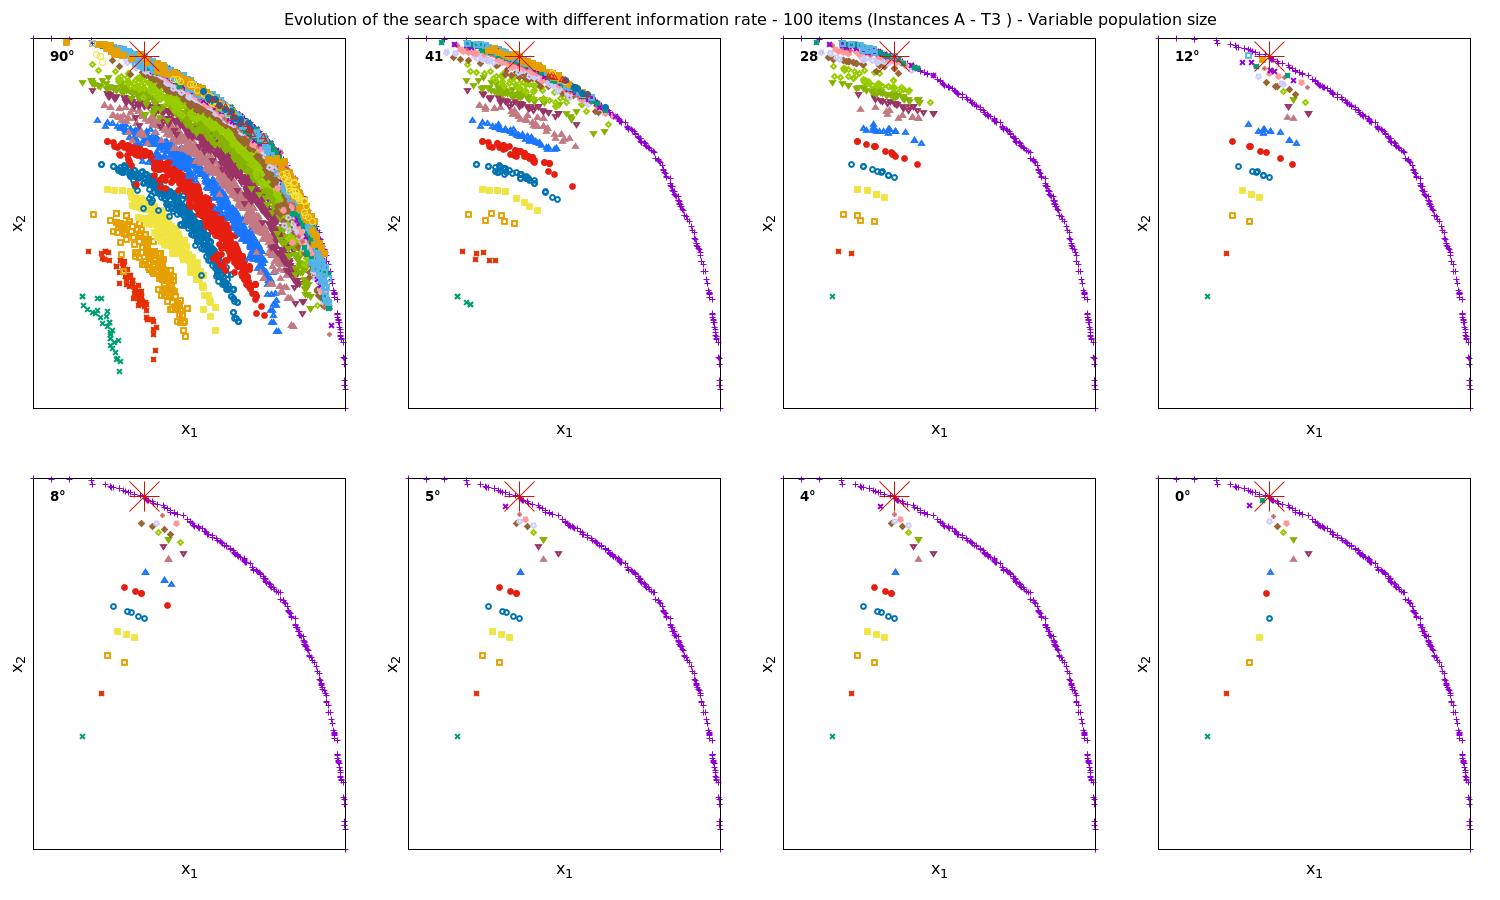 Evolution of the search space with different information rate - 100 items (Instances A - T3 ) - Variable population size
90°
41
28
12°
x2
x2
x2
x2
x1
x1
x1
x1
8°
5°
4°
0°
x2
x2
x2
x2
x1
x1
x1
x1